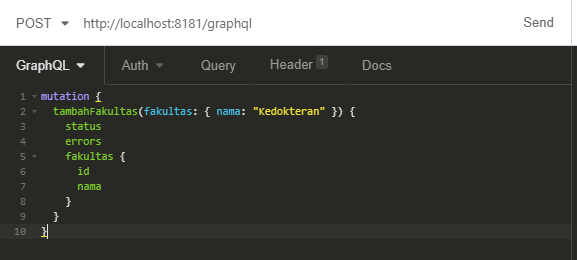 POST http://localhost:8181/graphql Send
GraphQL Auth Query Header 1 Docs
1 mutation {
2 tambahFakultas(fakultas: { nama: "Kedokteran" }) {
3 status
4 errors
5 fakultas {
6 id
7 nama
8 }
9 }
10 }